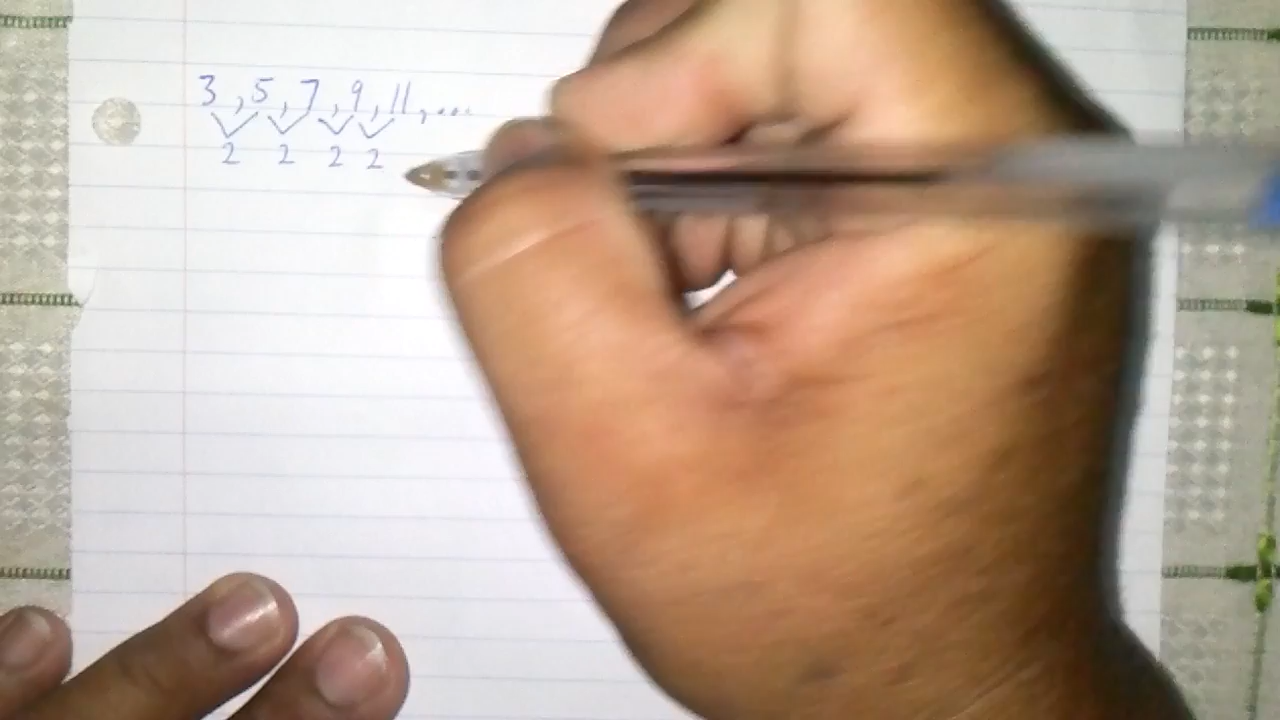 3, 5, 7, 9, 11, ...
2 2 2 2